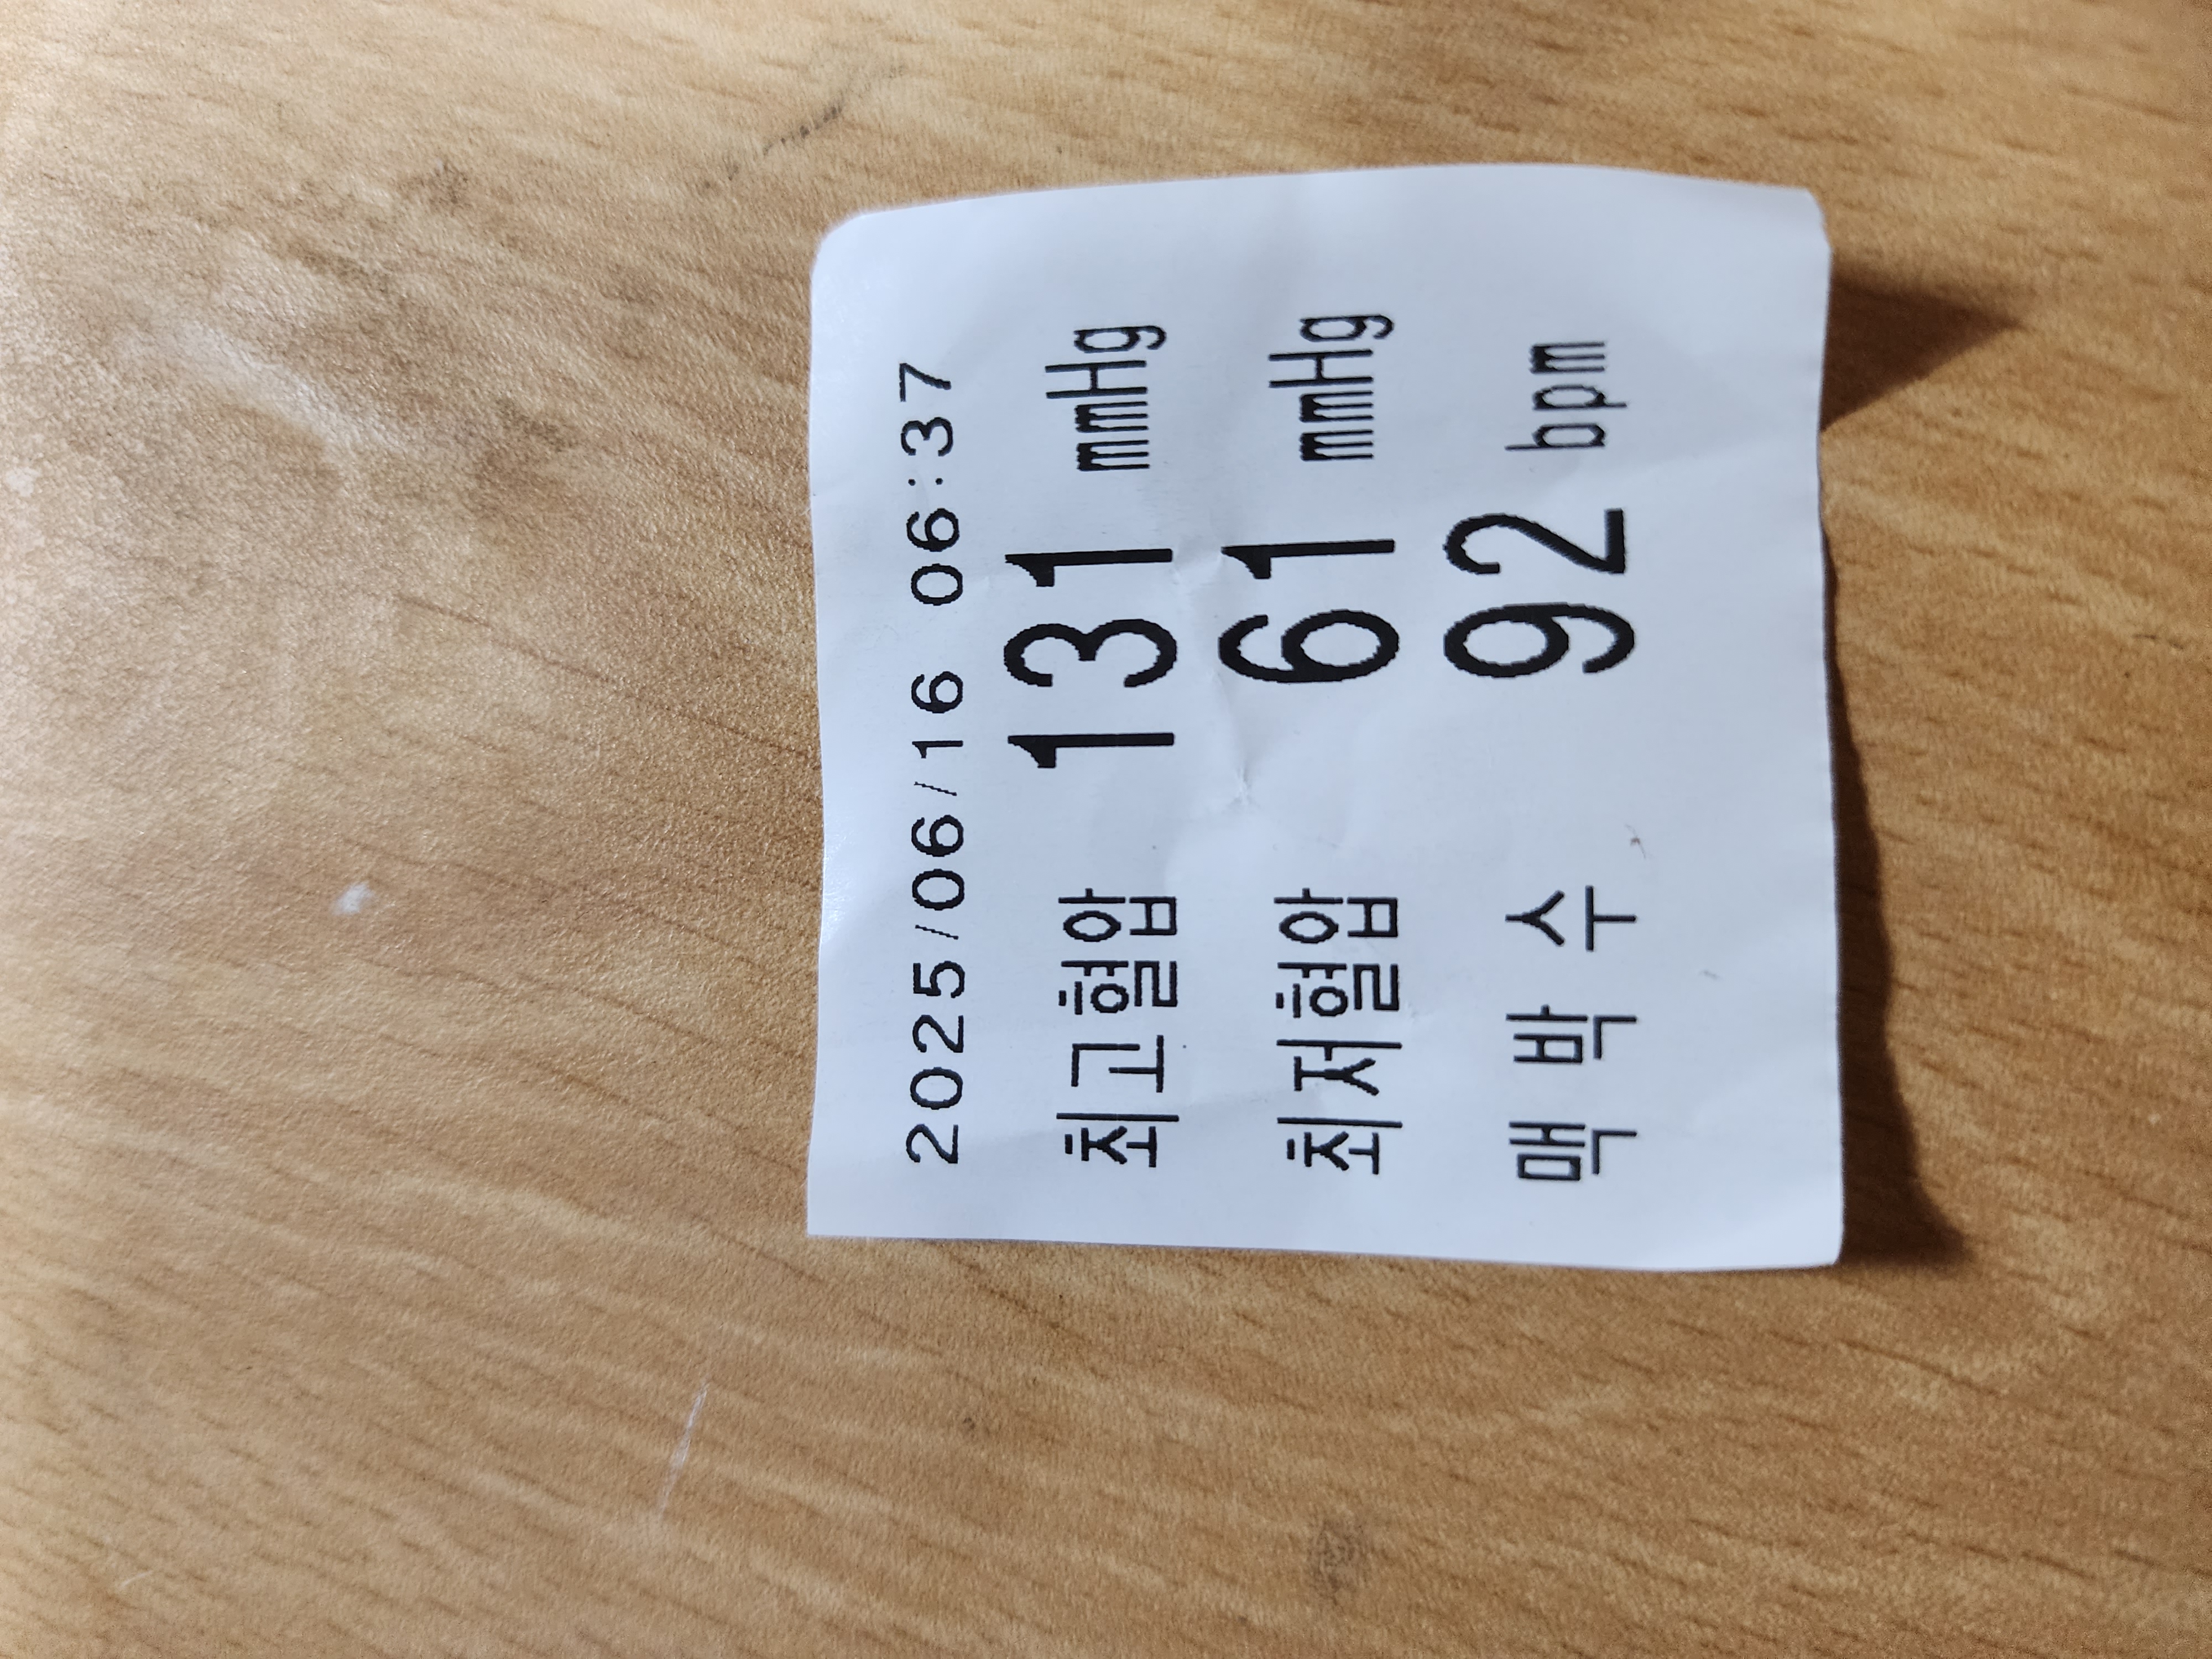 2025/06/16 06:37
최고혈압 131 mmHg
최저혈압 61 mmHg
맥박수 92 bpm